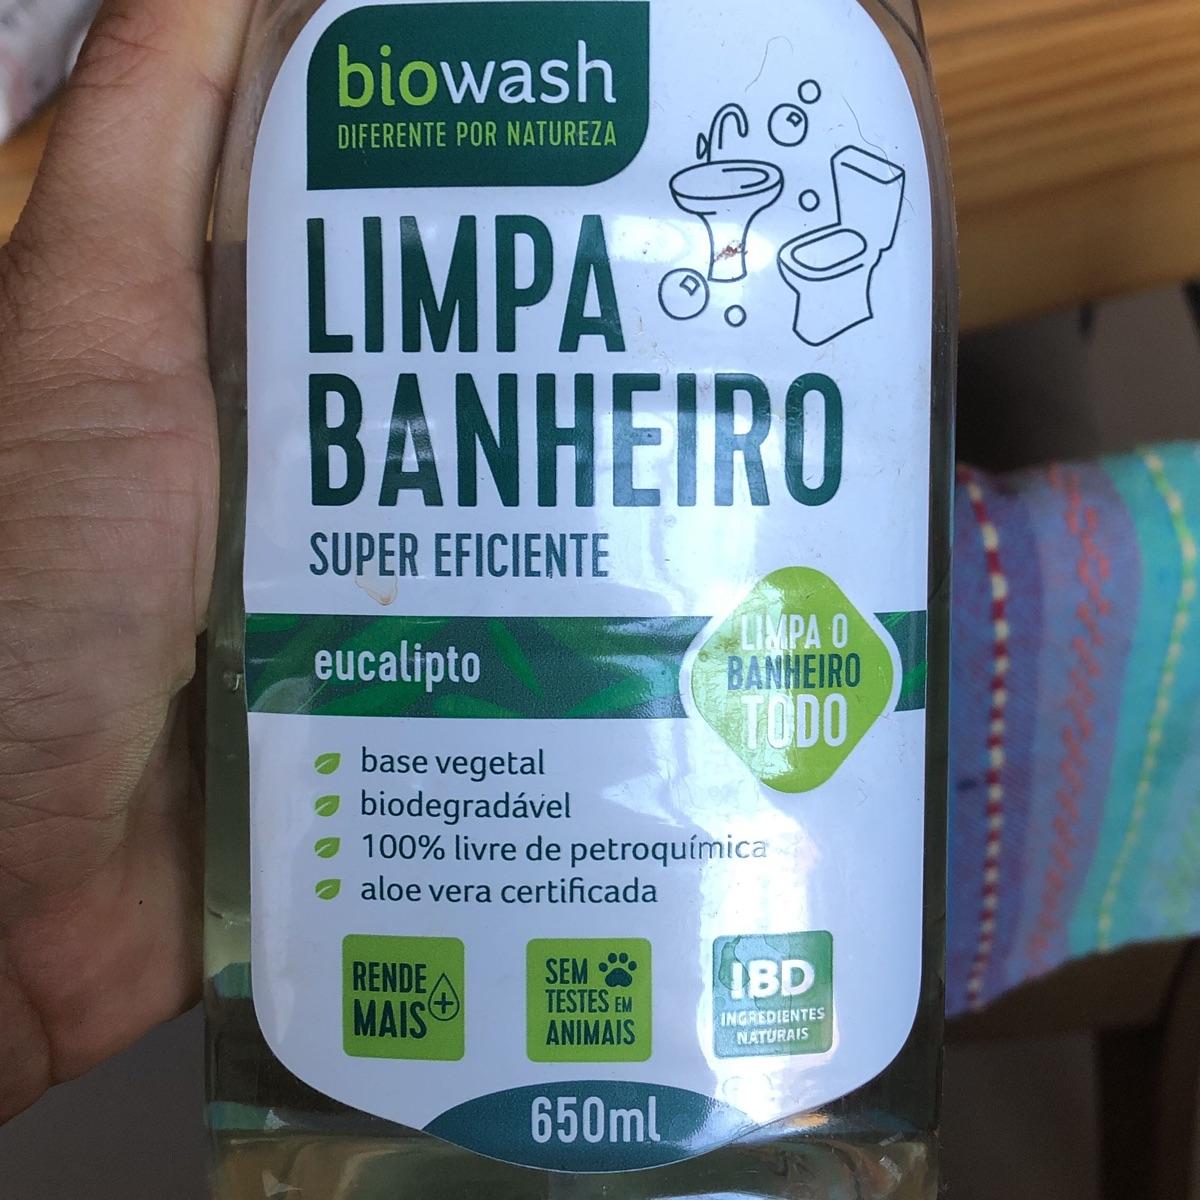 biowash
DIFERENTE POR NATUREZA
LIMPA
BANHEIRO
SUPER EFICIENTE
eucalipto
LIMPA O
BANHEIRO
TODO
base vegetal
biodegradável
100% livre de petroquímica
aloe vera certificada
RENDE
MAIS
SEM
TESTES EM
ANIMAIS
IBD
INGREDIENTES
NATURAIS
650ml